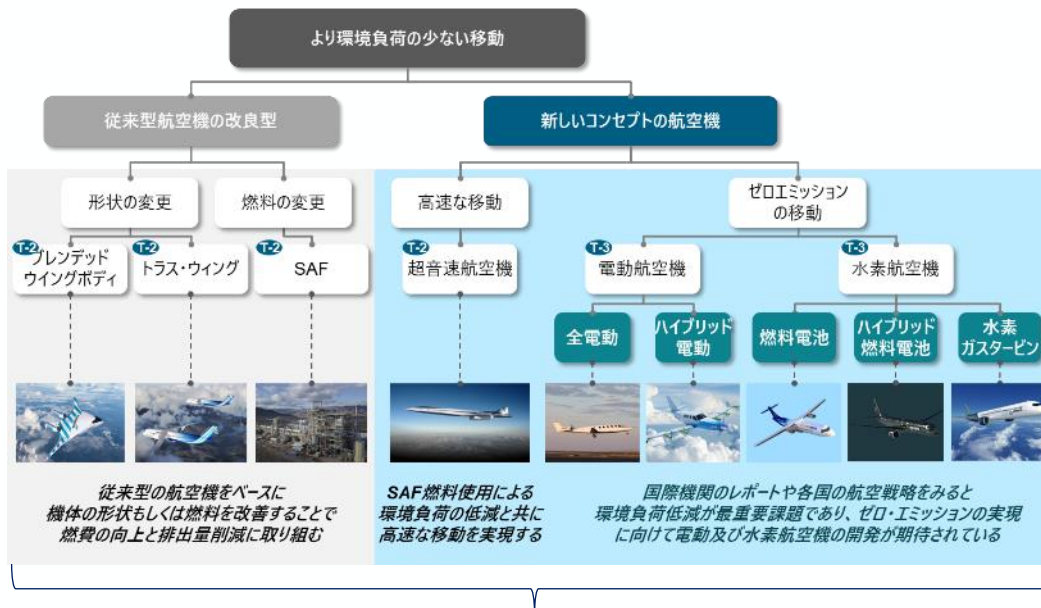 より環境負荷の少ない移動
従来型航空機の改良型
新しいコンセプトの航空機
形状の変更
燃料の変更
高速な移動
ゼロエミッション
の移動
T-2
ブレンデッド
ウイングボディ
T-2
トラス・ウィング
T-2
SAF
T-2
超音速航空機
T-3
電動航空機
T-3
水素航空機
全電動
ハイブリッド
電動
燃料電池
ハイブリッド
燃料電池
水素
ガスタービン
従来型の航空機をベースに
機体の形状もしくは燃料を改善することで
燃費の向上と排出量削減に取り組む
SAF燃料使用による
環境負荷の低減と共に
高速な移動を実現する
国際機関のレポートや各国の航空戦略をみると
環境負荷低減が最重要課題であり、ゼロ・エミッションの実現
に向けて電動及び水素航空機の開発が期待されている